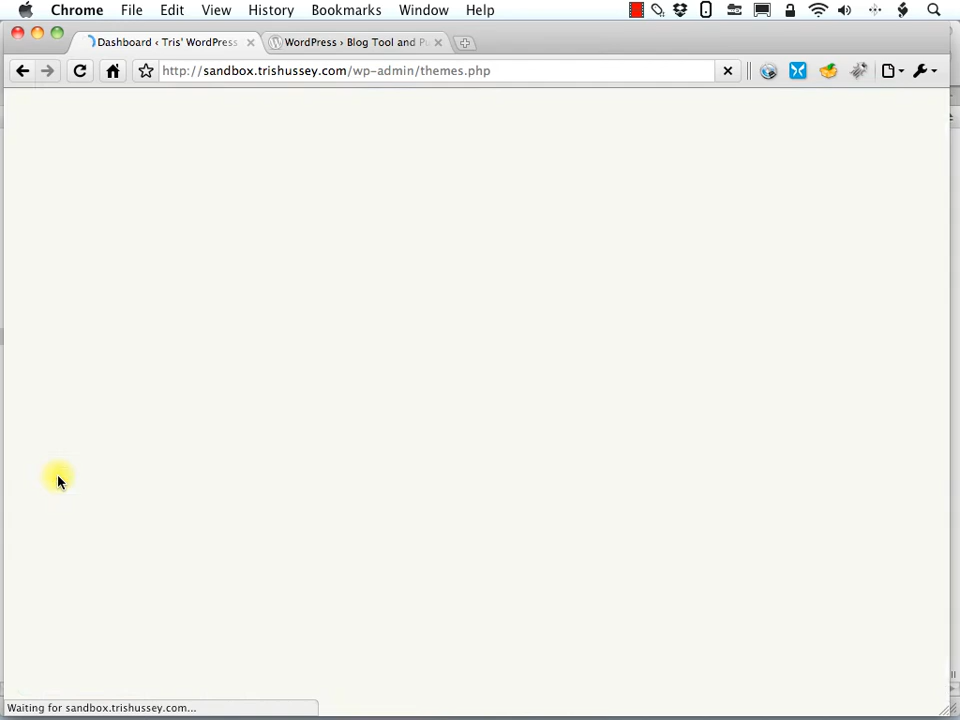 Chrome File Edit View History Bookmarks Window Help
Dashboard ‹ Tris' WordPress
WordPress › Blog Tool and
http://sandbox.trishussey.com/wp-admin/themes.php
Waiting for sandbox.trishussey.com...